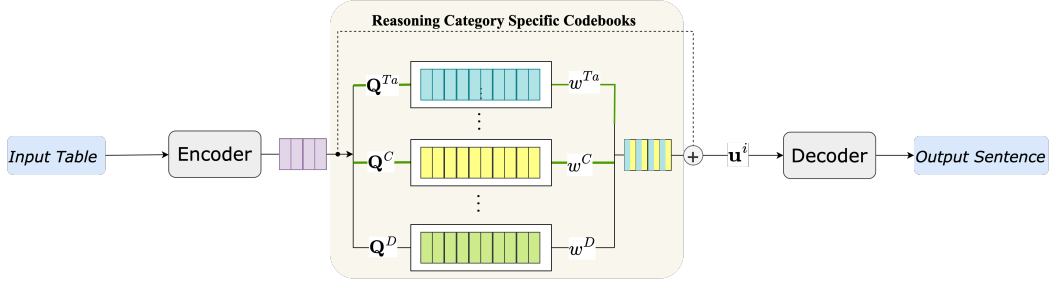 Reasoning Category Specific Codebooks
Q^{Ta} w^{Ta}
Input Table Encoder Q^C w^C + u^i Decoder Output Sentence
Q^D w^D